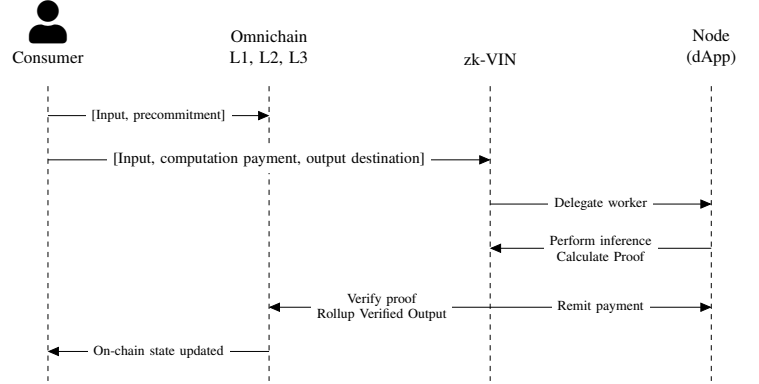 Consumer
Omnichain
L1, L2, L3
zk-VIN
Node
(dApp)
[Input, precommitment]
[Input, computation payment, output destination]
Delegate worker
Perform inference
Calculate Proof
Verify proof
Rollup Verified Output
Remit payment
On-chain state updated